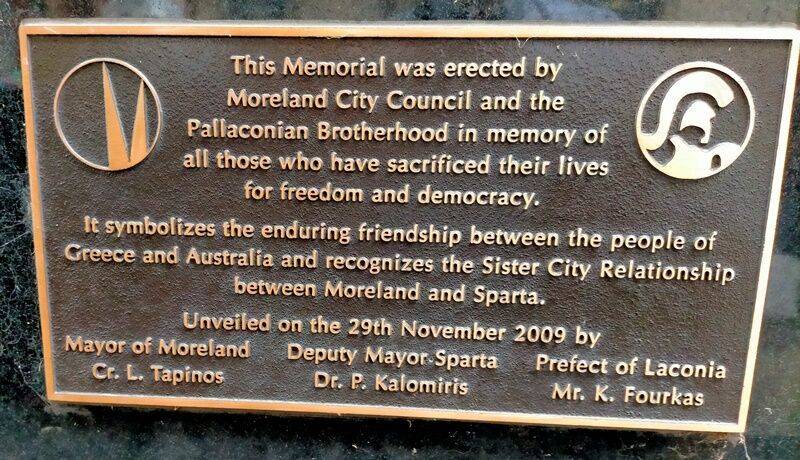 This Memorial was erected by
Moreland City Council and the
Pallaconian Brotherhood in memory of
all those who have sacrificed their lives
for freedom and democracy.
It symbolizes the enduring friendship between the people of
Greece and Australia and recognizes the Sister City Relationship
between Moreland and Sparta.
Unveiled on the 29th November 2009 by
Mayor of Moreland Deputy Mayor Sparta Prefect of Laconia
Cr. L. Tapinos Dr. P. Kalomiris Mr. K. Fourkas